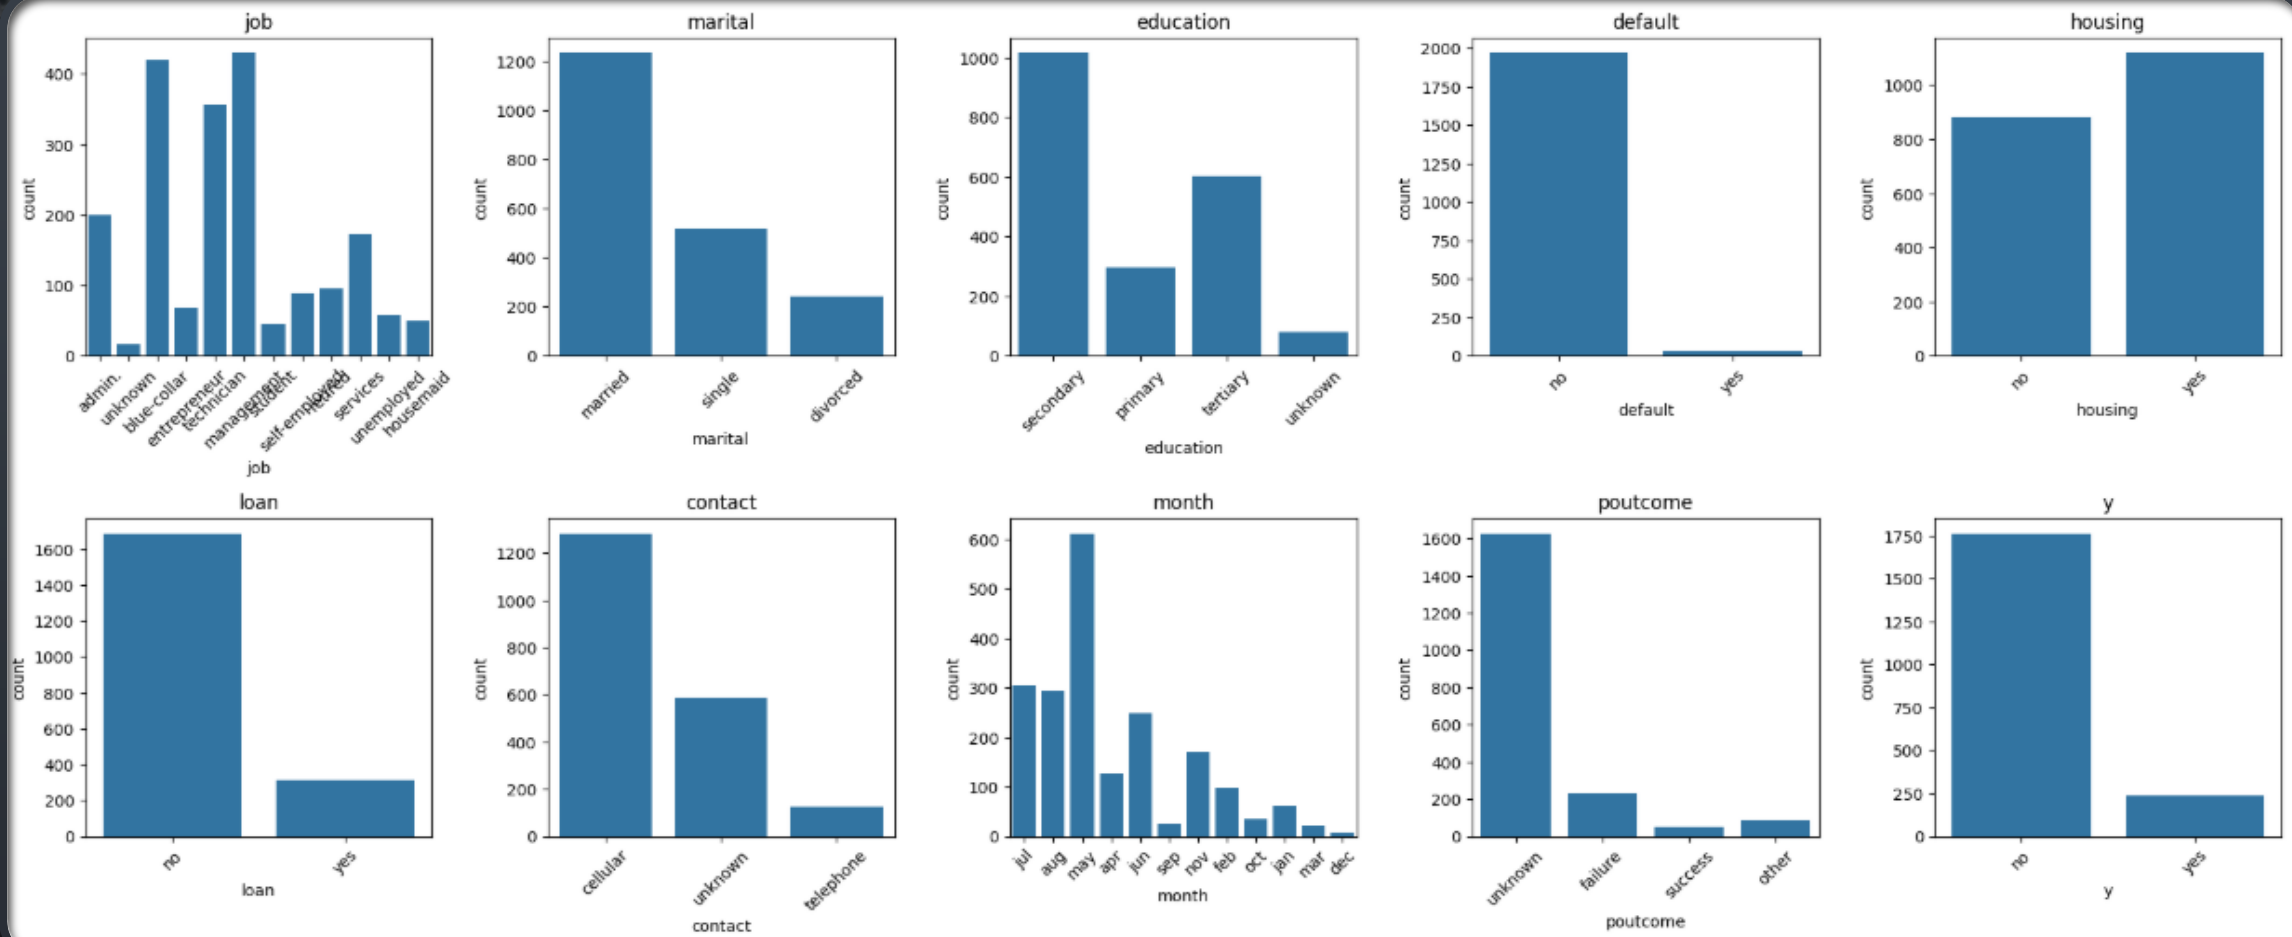 job
400
300
200
100
0
count
admin.
unknown
blue-collar
entrepreneur
technician
management
student
self-employed
retired
services
unemployed
housemaid
job
marital
1200
1000
800
600
400
200
0
count
married
single
divorced
marital
education
1000
800
600
400
200
0
count
secondary
primary
tertiary
unknown
education
default
2000
1750
1500
1250
1000
750
500
250
0
count
no
yes
default
housing
1000
800
600
400
200
0
count
no
yes
housing
loan
1600
1400
1200
1000
800
600
400
200
0
count
no
yes
loan
contact
1200
1000
800
600
400
200
0
count
cellular
unknown
telephone
contact
month
600
500
400
300
200
100
0
count
jul
aug
may
apr
jun
sep
nov
feb
oct
jan
mar
dec
month
poutcome
1600
1400
1200
1000
800
600
400
200
0
count
unknown
failure
success
other
poutcome
y
1750
1500
1250
1000
750
500
250
0
count
no
yes
y